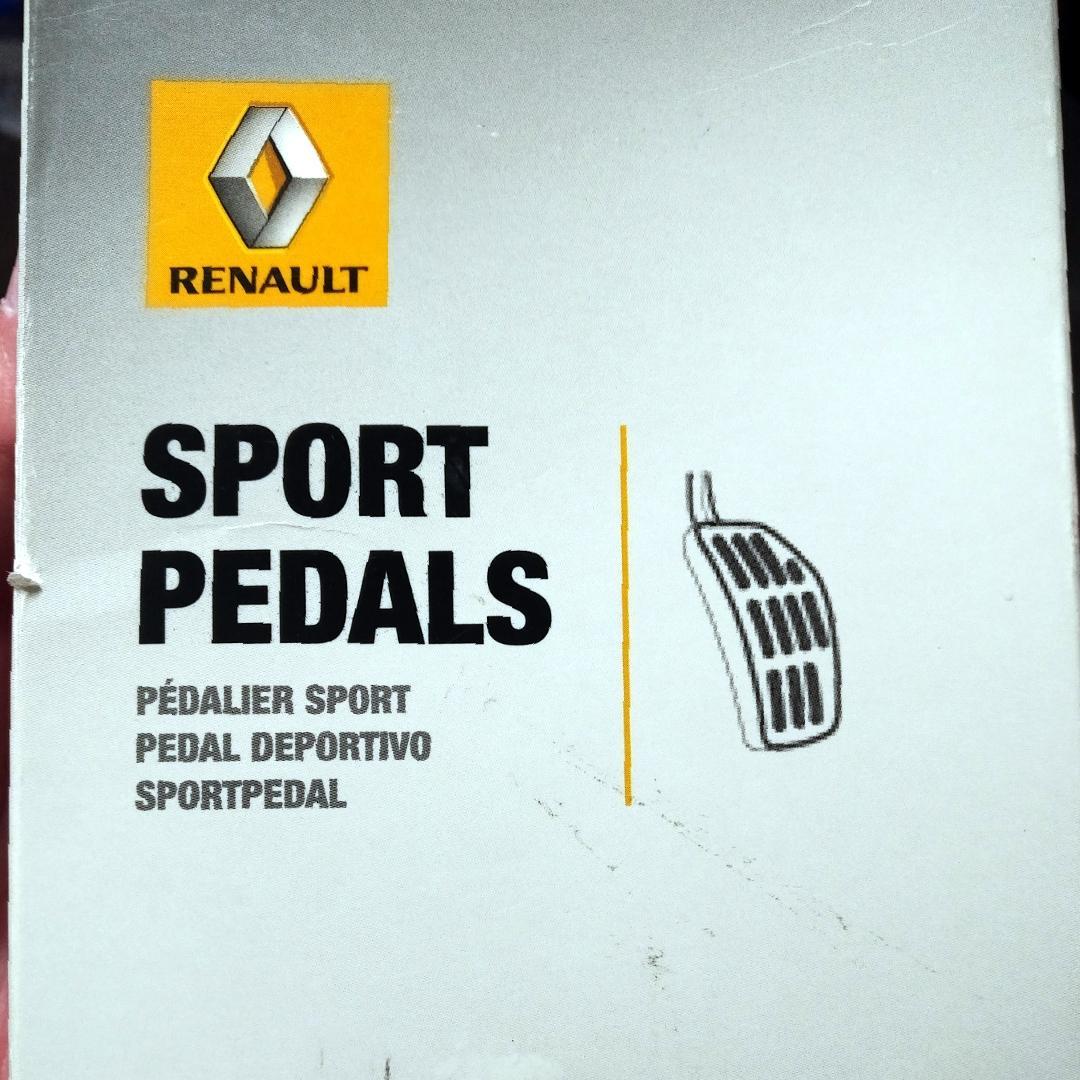 RENAULT
SPORT
PEDALS
PÉDALIER SPORT
PEDAL DEPORTIVO
SPORTPEDAL